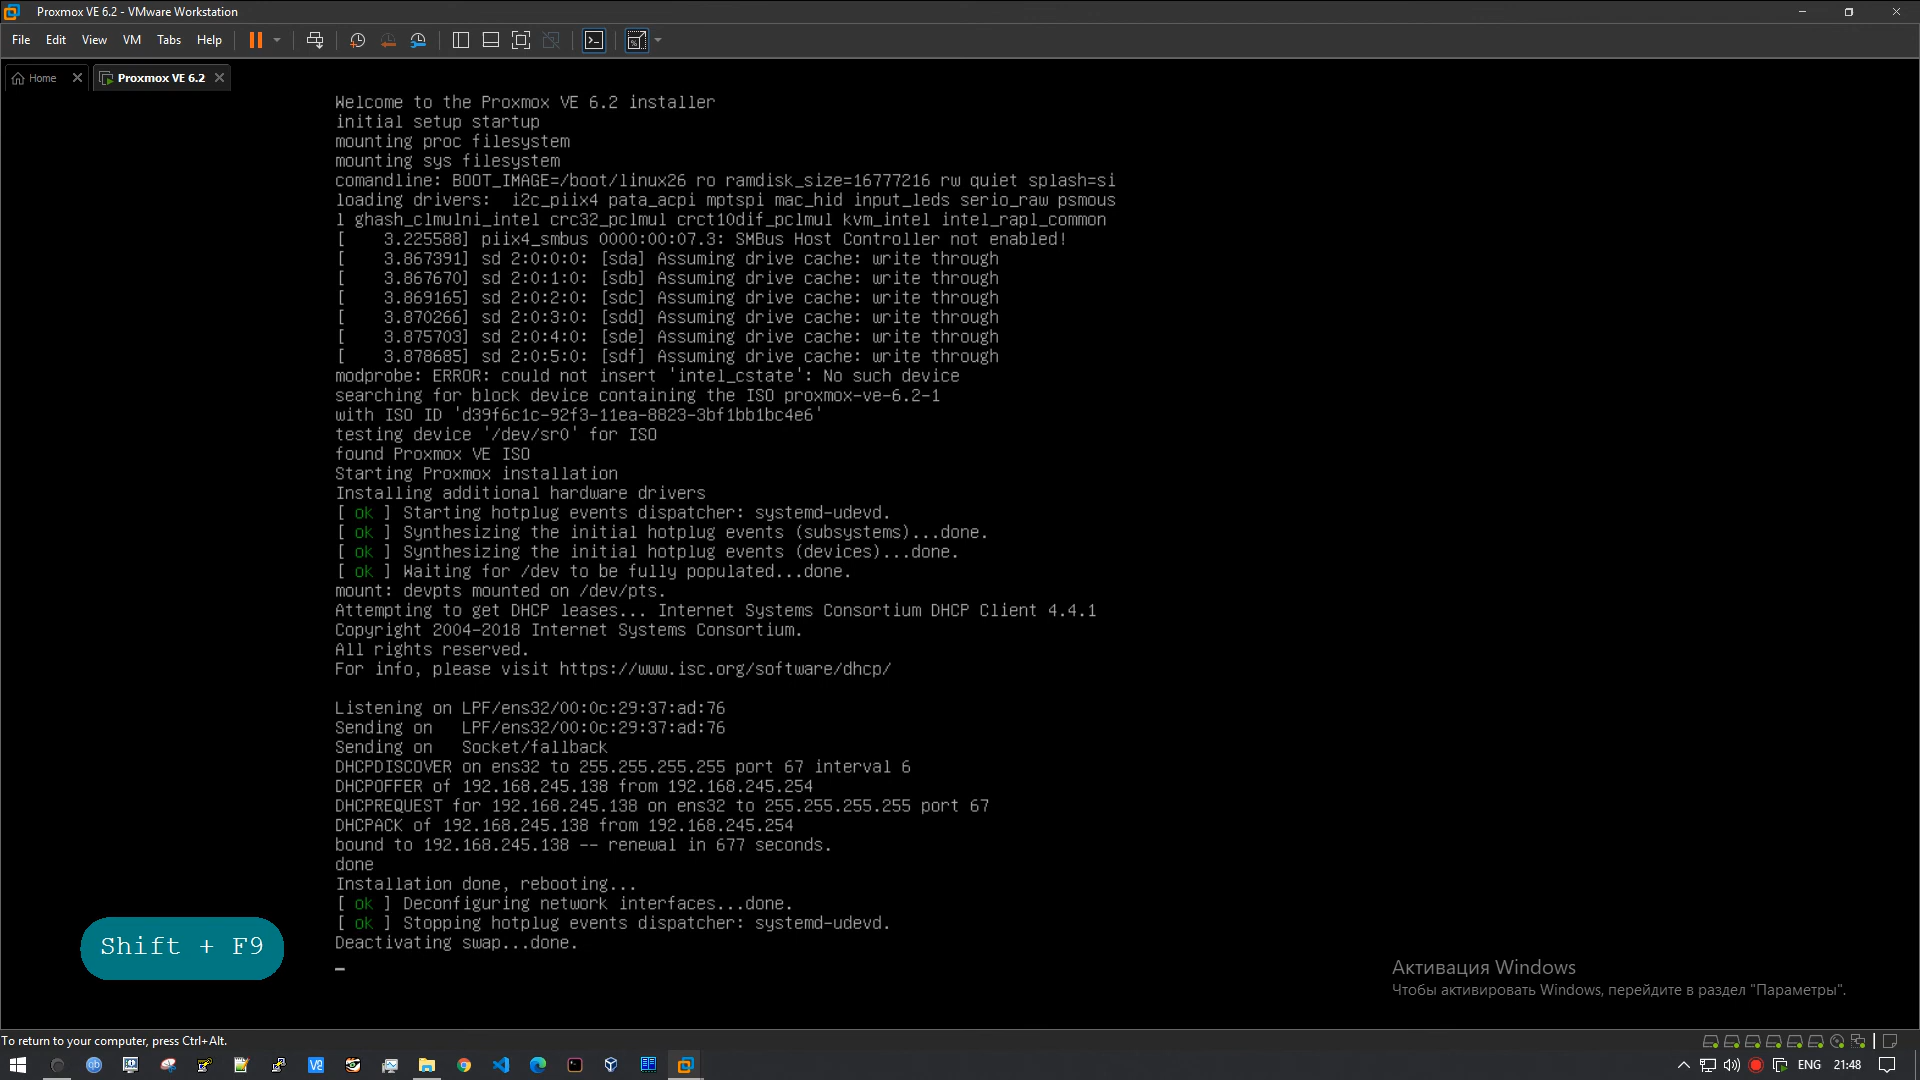 Proxmox VE 6.2 - VMware Workstation
File Edit View VM Tabs Help
Home Proxmox VE 6.2
Welcome to the Proxmox VE 6.2 installer
initial setup startup
mounting proc filesystem
mounting sys filesystem
comandline: BOOT_IMAGE=/boot/linux26 ro ramdisk_size=16777216 rw quiet splash=si
loading drivers:  i2c_piix4 pata_acpi mptspi mac_hid input_leds serio_raw psmous
l ghash_clmulni_intel crc32_pclmul crct10dif_pclmul kvm_intel intel_rapl_common
[    3.225588] piix4_smbus 0000:00:07.3: SMBus Host Controller not enabled!
[    3.867391] sd 2:0:0:0: [sda] Assuming drive cache: write through
[    3.867670] sd 2:0:1:0: [sdb] Assuming drive cache: write through
[    3.869165] sd 2:0:2:0: [sdc] Assuming drive cache: write through
[    3.870266] sd 2:0:3:0: [sdd] Assuming drive cache: write through
[    3.875703] sd 2:0:4:0: [sde] Assuming drive cache: write through
[    3.878685] sd 2:0:5:0: [sdf] Assuming drive cache: write through
modprobe: ERROR: could not insert 'intel_cstate': No such device
searching for block device containing the ISO proxmox-ve-6.2-1
with ISO ID 'd39f6c1c-92f3-11ea-8823-3bf1bb1bc4e6'
testing device '/dev/sr0' for ISO
found Proxmox VE ISO
Starting Proxmox installation
Installing additional hardware drivers
[ ok ] Starting hotplug events dispatcher: systemd-udevd.
[ ok ] Synthesizing the initial hotplug events (subsystems)...done.
[ ok ] Synthesizing the initial hotplug events (devices)...done.
[ ok ] Waiting for /dev to be fully populated...done.
mount: devpts mounted on /dev/pts.
Attempting to get DHCP leases... Internet Systems Consortium DHCP Client 4.4.1
Copyright 2004-2018 Internet Systems Consortium.
All rights reserved.
For info, please visit https://www.isc.org/software/dhcp/
Listening on LPF/ens32/00:0c:29:37:ad:76
Sending on   LPF/ens32/00:0c:29:37:ad:76
Sending on   Socket/fallback
DHCPDISCOVER on ens32 to 255.255.255.255 port 67 interval 6
DHCPOFFER of 192.168.245.138 from 192.168.245.254
DHCPREQUEST for 192.168.245.138 on ens32 to 255.255.255.255 port 67
DHCPACK of 192.168.245.138 from 192.168.245.254
bound to 192.168.245.138 -- renewal in 677 seconds.
done
Installation done, rebooting...
[ ok ] Deconfiguring network interfaces...done.
[ ok ] Stopping hotplug events dispatcher: systemd-udevd.
Deactivating swap...done.
Shift + F9
Активация Windows
Чтобы активировать Windows, перейдите в раздел "Параметры".
To return to your computer, press Ctrl+Alt.
ENG 21:48